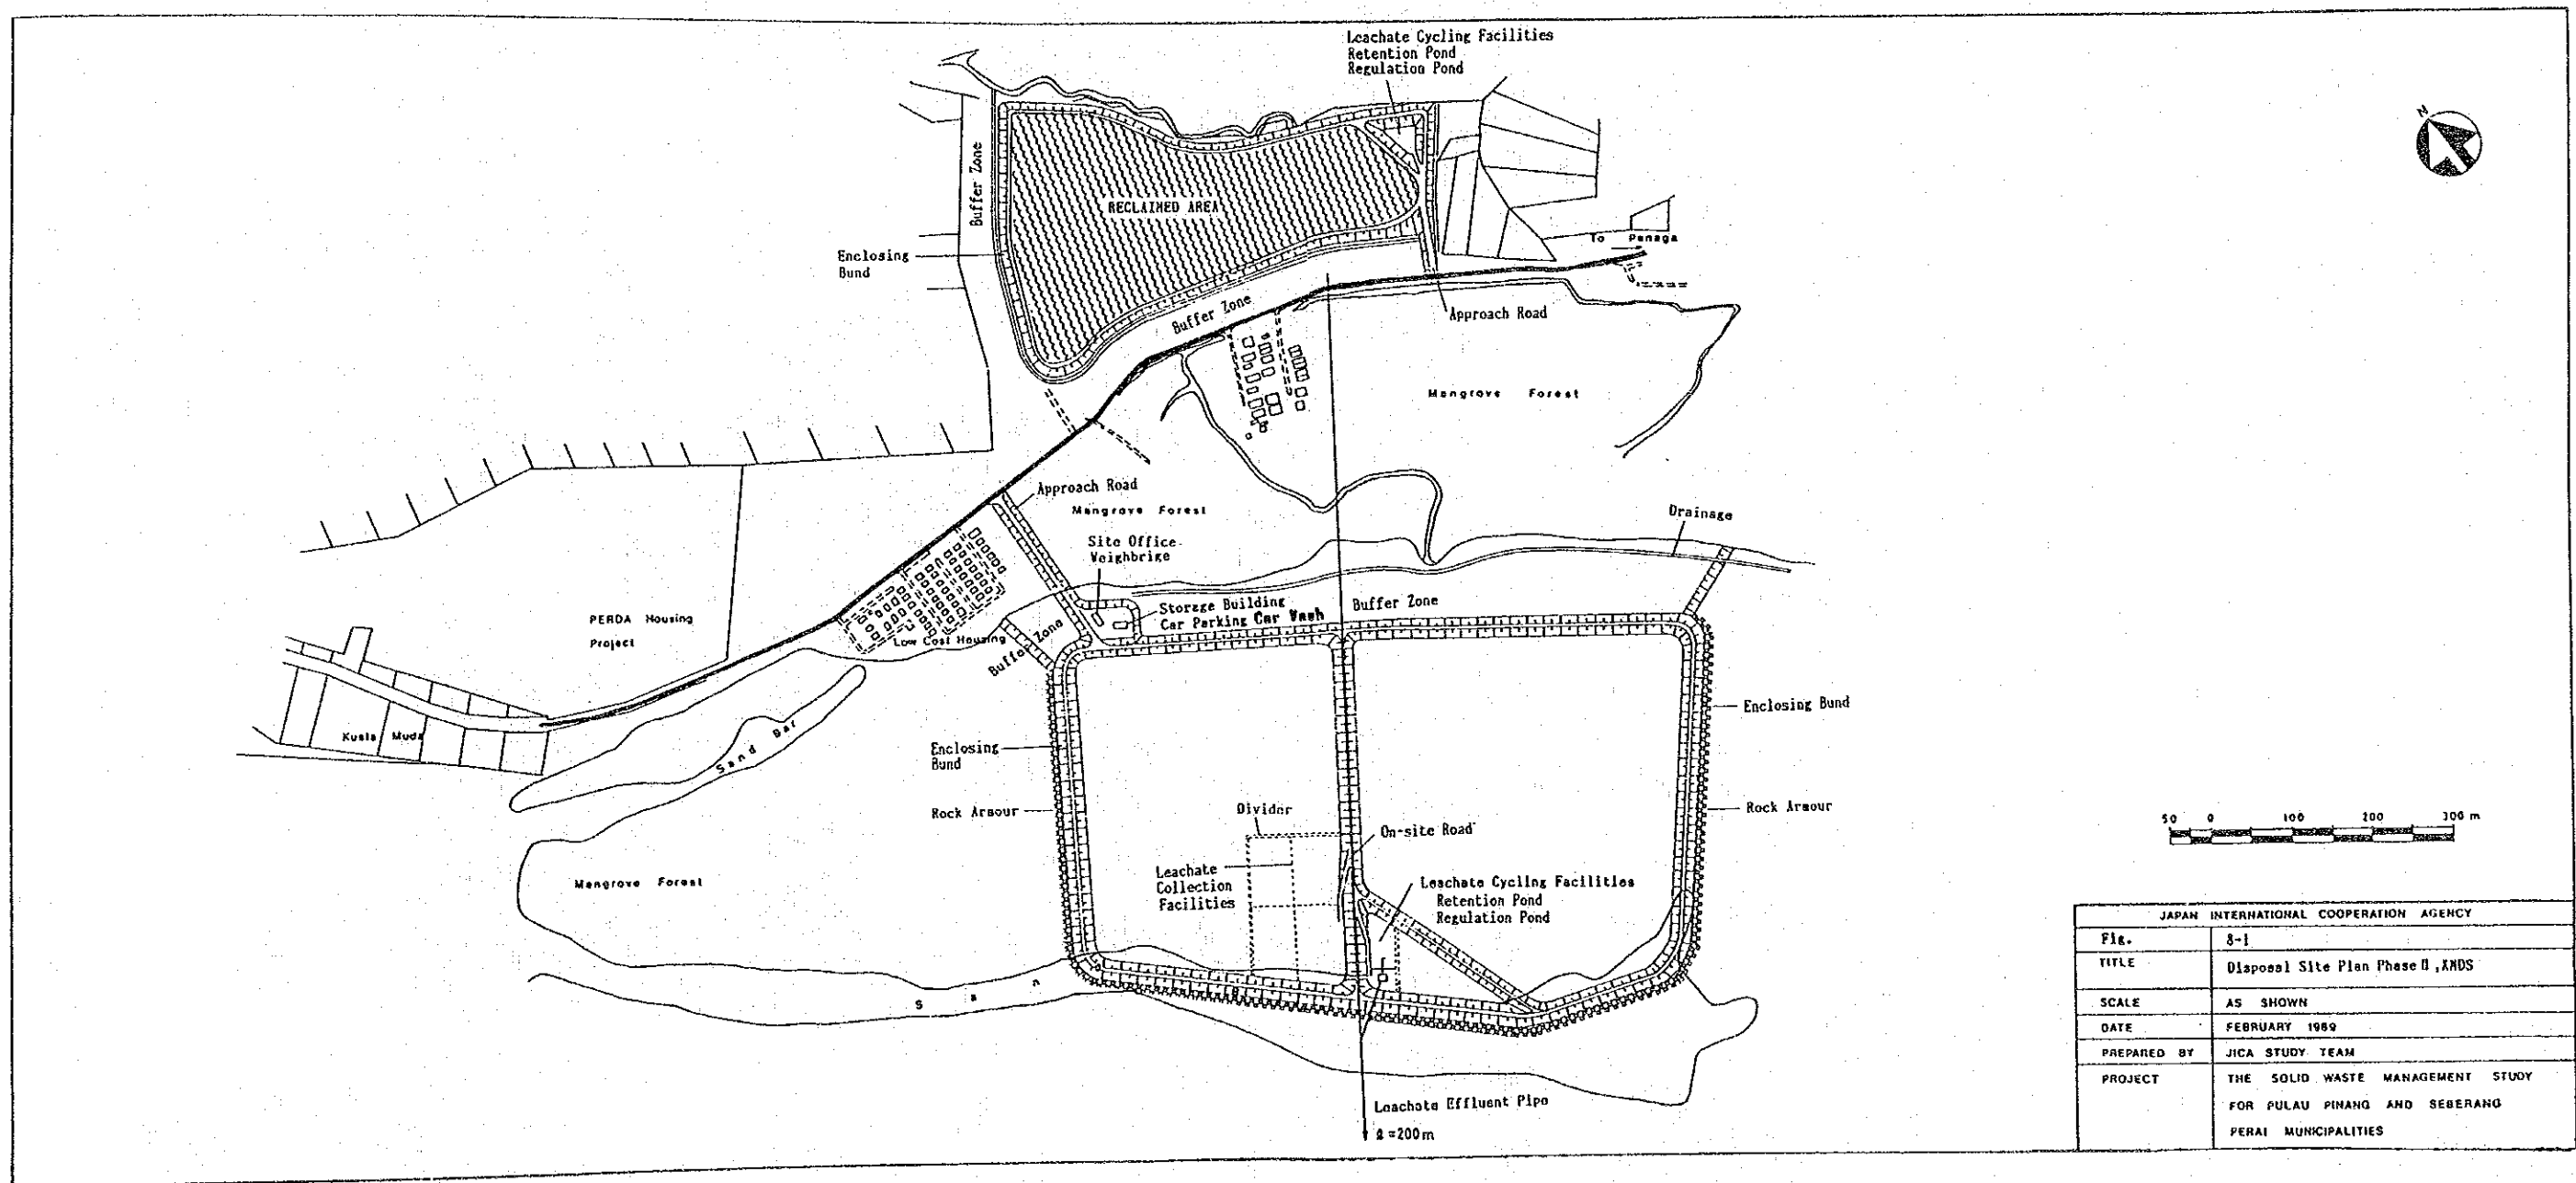 Leachate Cycling Facilities
Retention Pond
Regulation Pond
N
Buffer Zone
RECLAIMED AREA
Enclosing
Bund
To Penaga
Buffer Zone
Approach Road
Mangrove Forest
Approach Road
Mangrove Forest
Drainage
Site Office
Weighbrige
Storage Building
Car Parking Car Wash
Buffer Zone
PERDA Housing
Project
Low Cost Housing
Buffer Zone
Kuala Muda
Sand Bar
Enclosing
Bund
Enclosing Bund
Rock Armour
Rock Armour
Divider
On-site Road
50 0 100 200 300 m
Leachate
Collection
Facilities
Leachate Cycling Facilities
Retention Pond
Regulation Pond
Mangrove Forest
San
Leachate Effluent Pipe
ℓ=200m
JAPAN INTERNATIONAL COOPERATION AGENCY
Fig. 8-1
TITLE Disposal Site Plan Phase II, KMDS
SCALE AS SHOWN
DATE FEBRUARY 1989
PREPARED BY JICA STUDY TEAM
PROJECT THE SOLID WASTE MANAGEMENT STUDY
FOR PULAU PINANG AND SEBERANG
PERAI MUNICIPALITIES